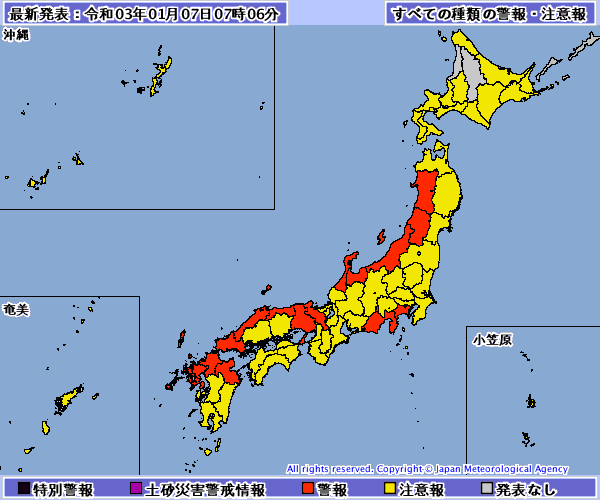 最新発表：令和03年01月07日07時06分
すべての種類の警報・注意報
沖縄
奄美
小笠原
All rights reserved. Copyright © Japan Meteorological Agency
特別警報 土砂災害警戒情報 警報 注意報 発表なし